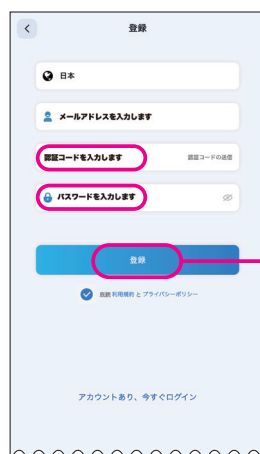 登録
日本
メールアドレスを入力します
認証コードを入力します 認証コードの送信
パスワードを入力します
登録
既読 利用規約 と プライバシーポリシー
アカウントあり、今すぐログイン